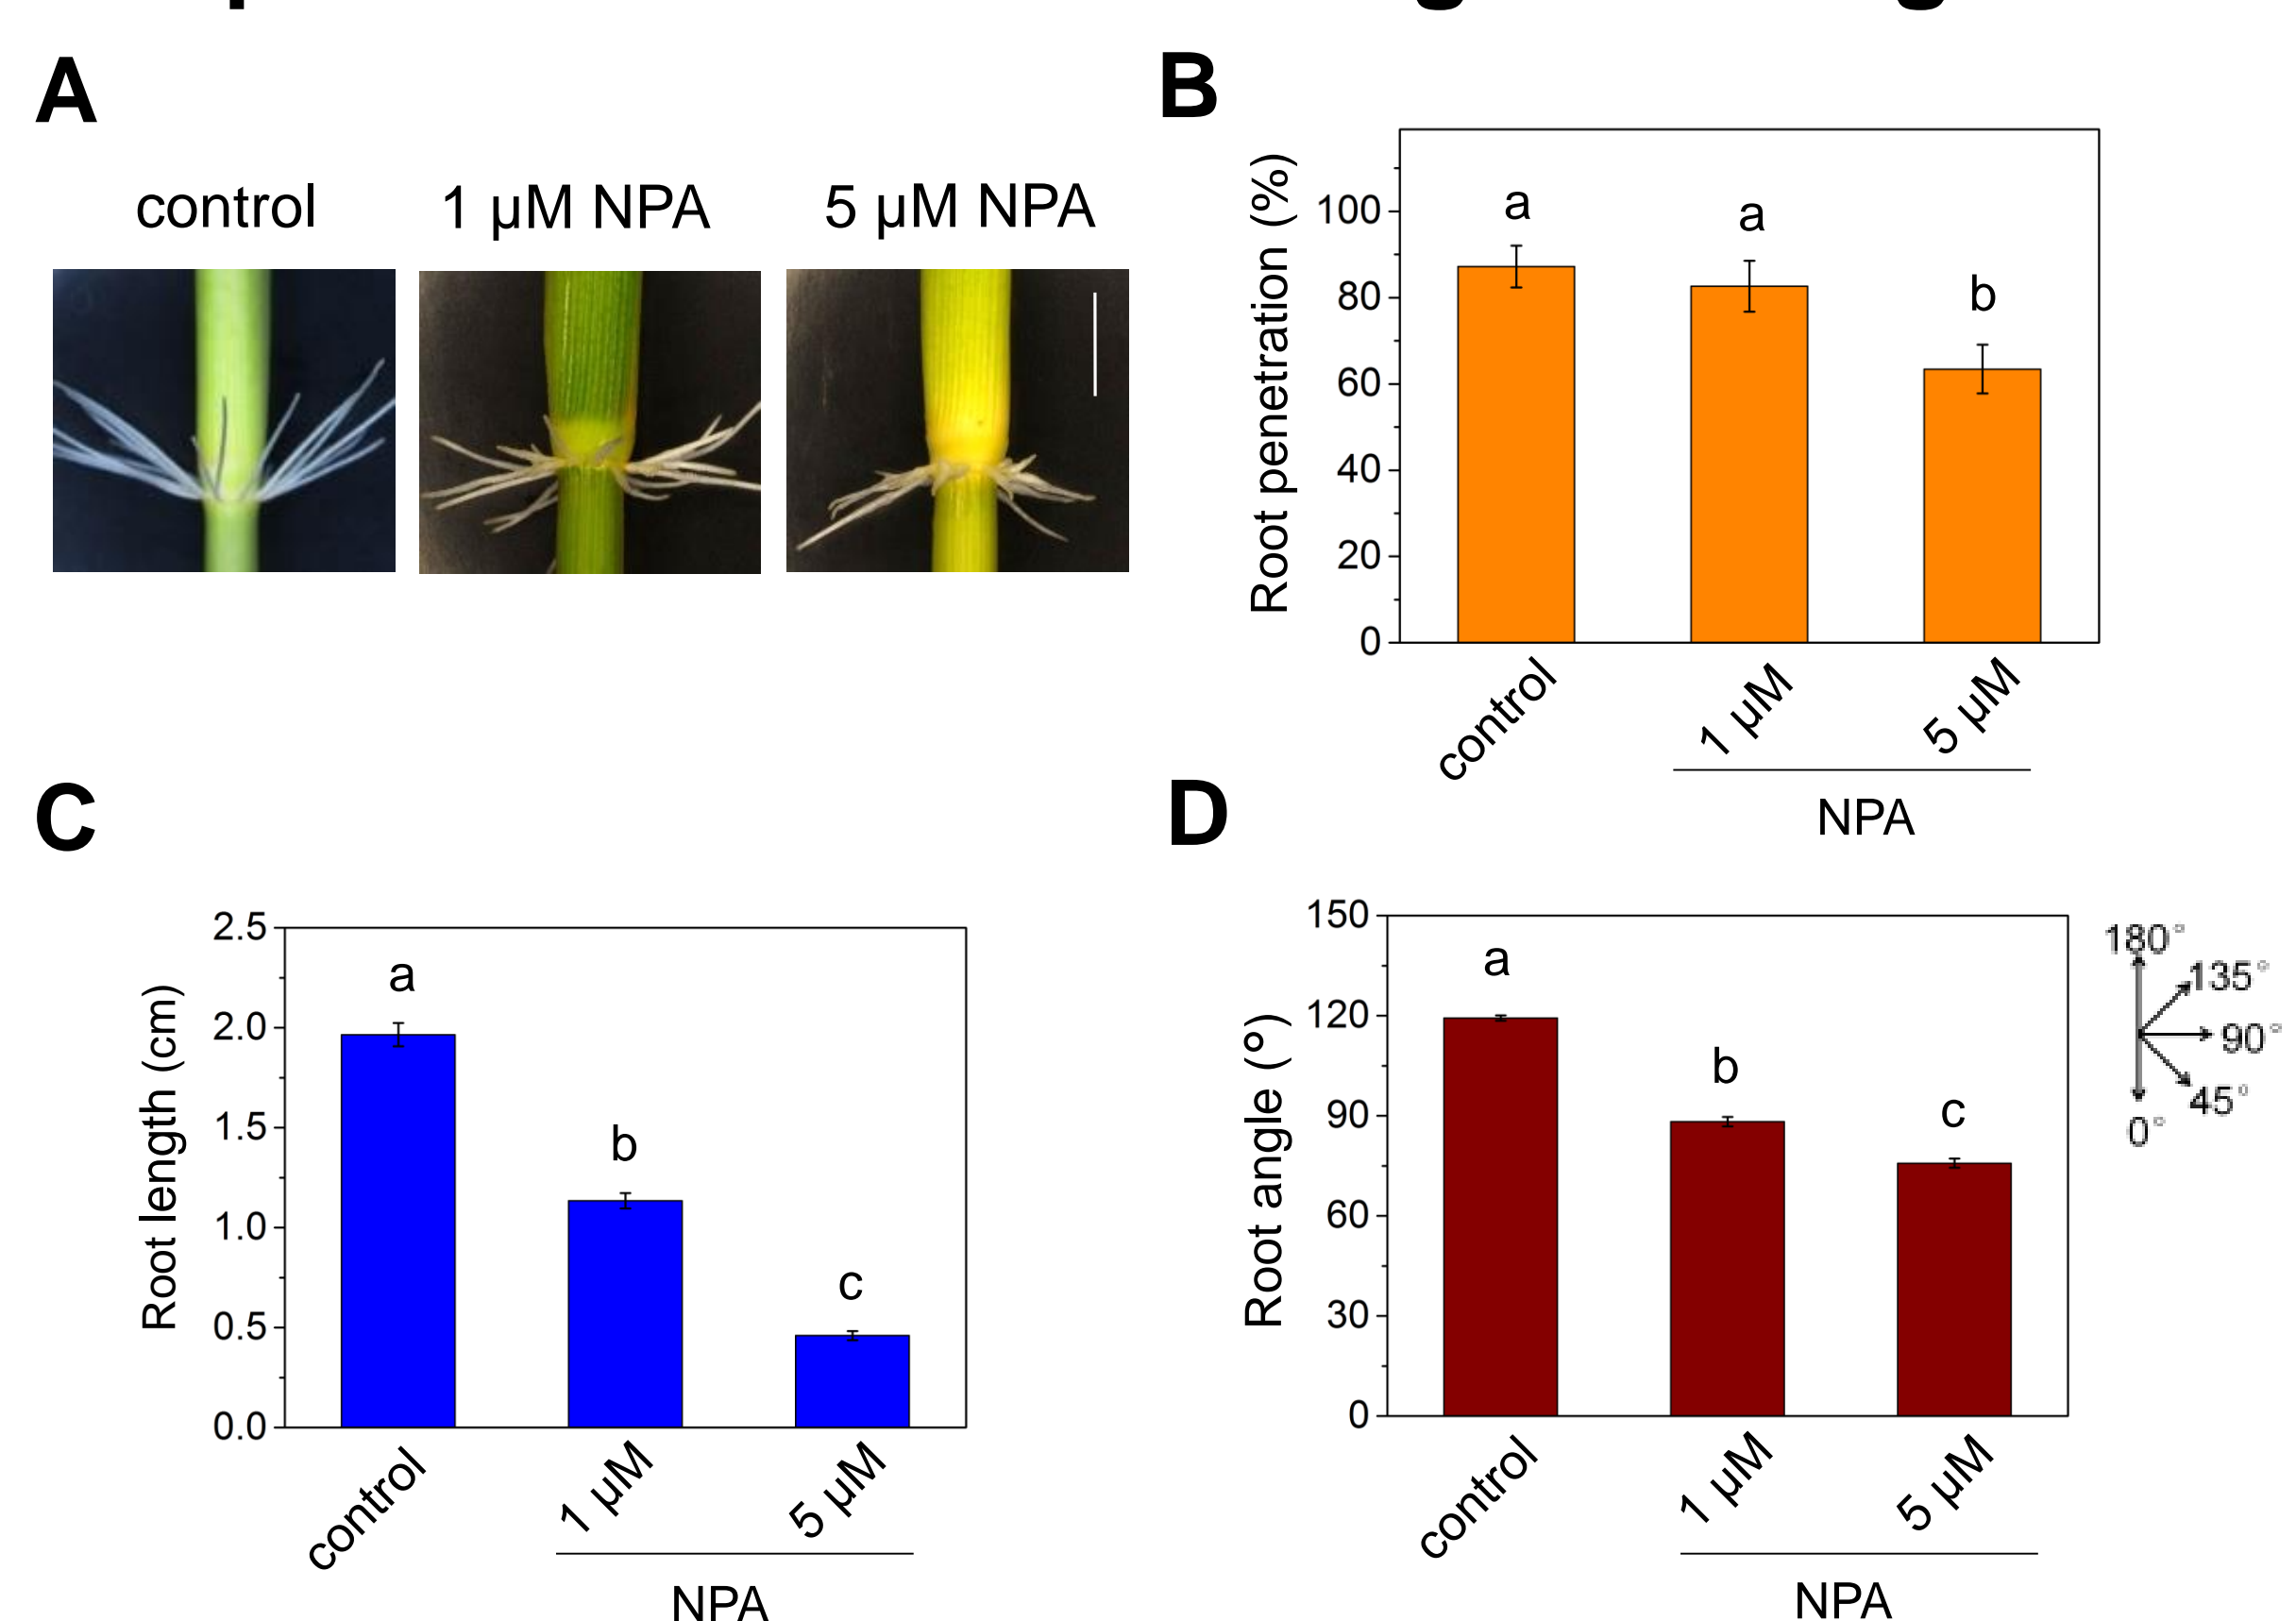 A
control
1 µM NPA
5 µM NPA
B
Root penetration (%)
100
80
60
40
20
0
a
a
b
control
1 µM
5 µM
NPA
C
Root length (cm)
2.5
2.0
1.5
1.0
0.5
0.0
a
b
c
control
1 µM
5 µM
NPA
D
Root angle (º)
150
120
90
60
30
0
a
b
c
control
1 µM
5 µM
NPA
180°
135°
90°
45°
0°